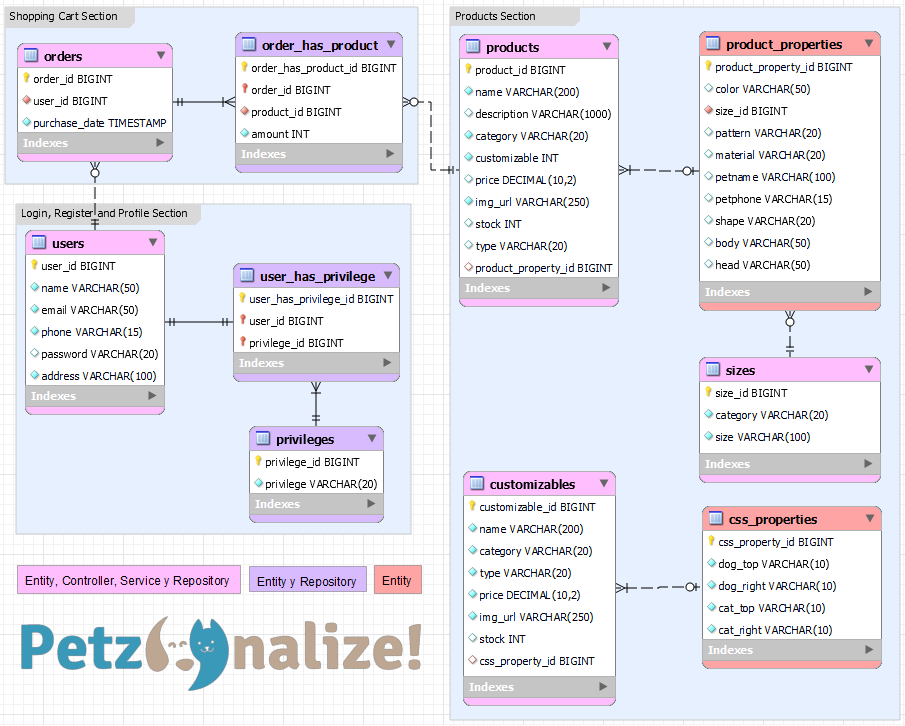 Shopping Cart Section
orders
order_id BIGINT
user_id BIGINT
purchase_date TIMESTAMP
Indexes
order_has_product
order_has_product_id BIGINT
order_id BIGINT
product_id BIGINT
amount INT
Indexes
Login, Register and Profile Section
users
user_id BIGINT
name VARCHAR(50)
email VARCHAR(50)
phone VARCHAR(15)
password VARCHAR(20)
address VARCHAR(100)
Indexes
user_has_privilege
user_has_privilege_id BIGINT
user_id BIGINT
privilege_id BIGINT
Indexes
privileges
privilege_id BIGINT
privilege VARCHAR(20)
Indexes
Products Section
products
product_id BIGINT
name VARCHAR(200)
description VARCHAR(1000)
category VARCHAR(20)
customizable INT
price DECIMAL(10,2)
img_url VARCHAR(250)
stock INT
type VARCHAR(20)
product_property_id BIGINT
Indexes
product_properties
product_property_id BIGINT
color VARCHAR(50)
size_id BIGINT
pattern VARCHAR(20)
material VARCHAR(20)
petname VARCHAR(100)
petphone VARCHAR(15)
shape VARCHAR(20)
body VARCHAR(50)
head VARCHAR(50)
Indexes
sizes
size_id BIGINT
category VARCHAR(20)
size VARCHAR(100)
Indexes
customizables
customizable_id BIGINT
name VARCHAR(200)
category VARCHAR(20)
type VARCHAR(20)
price DECIMAL(10,2)
img_url VARCHAR(250)
stock INT
css_property_id BIGINT
Indexes
css_properties
css_property_id BIGINT
dog_top VARCHAR(10)
dog_right VARCHAR(10)
cat_top VARCHAR(10)
cat_right VARCHAR(10)
Indexes
Entity, Controller, Service y Repository
Entity y Repository
Entity
Petzonalize!